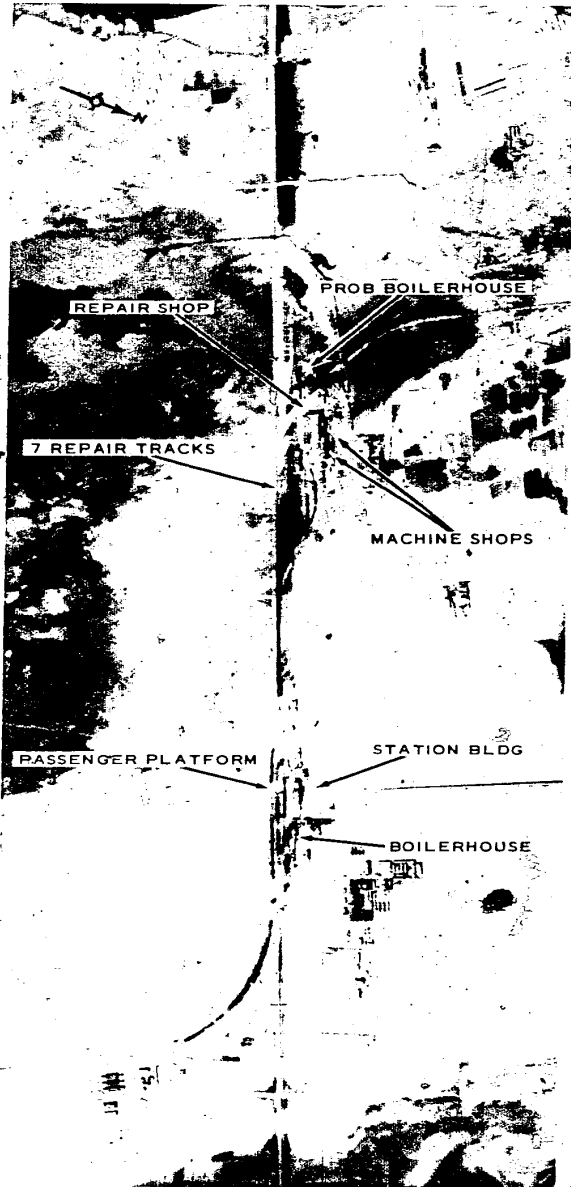 N
PROB BOILERHOUSE
REPAIR SHOP
7 REPAIR TRACKS
MACHINE SHOPS
PASSENGER PLATFORM
STATION BLDG
BOILERHOUSE